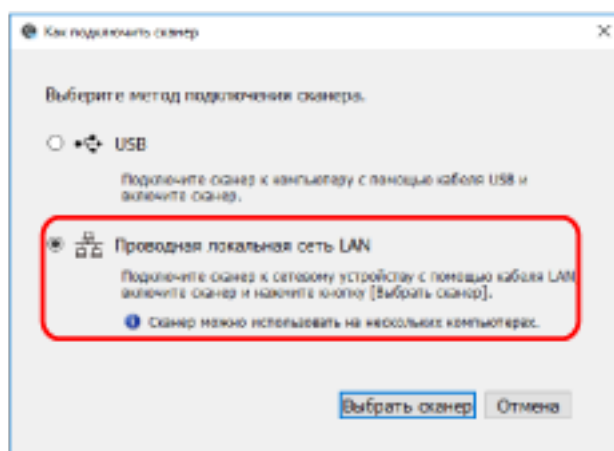 Как подключить сканер
Выберите метод подключения сканера.
USB
Подключите сканер к компьютеру с помощью кабеля USB и
включите сканер.
Проводная локальная сеть LAN
Подключите сканер к сетевому устройству с помощью кабеля LAN
включите сканер и нажмите кнопку [Выбрать сканер].
Сканер можно использовать на нескольких компьютерах.
Выбрать сканер Отмена